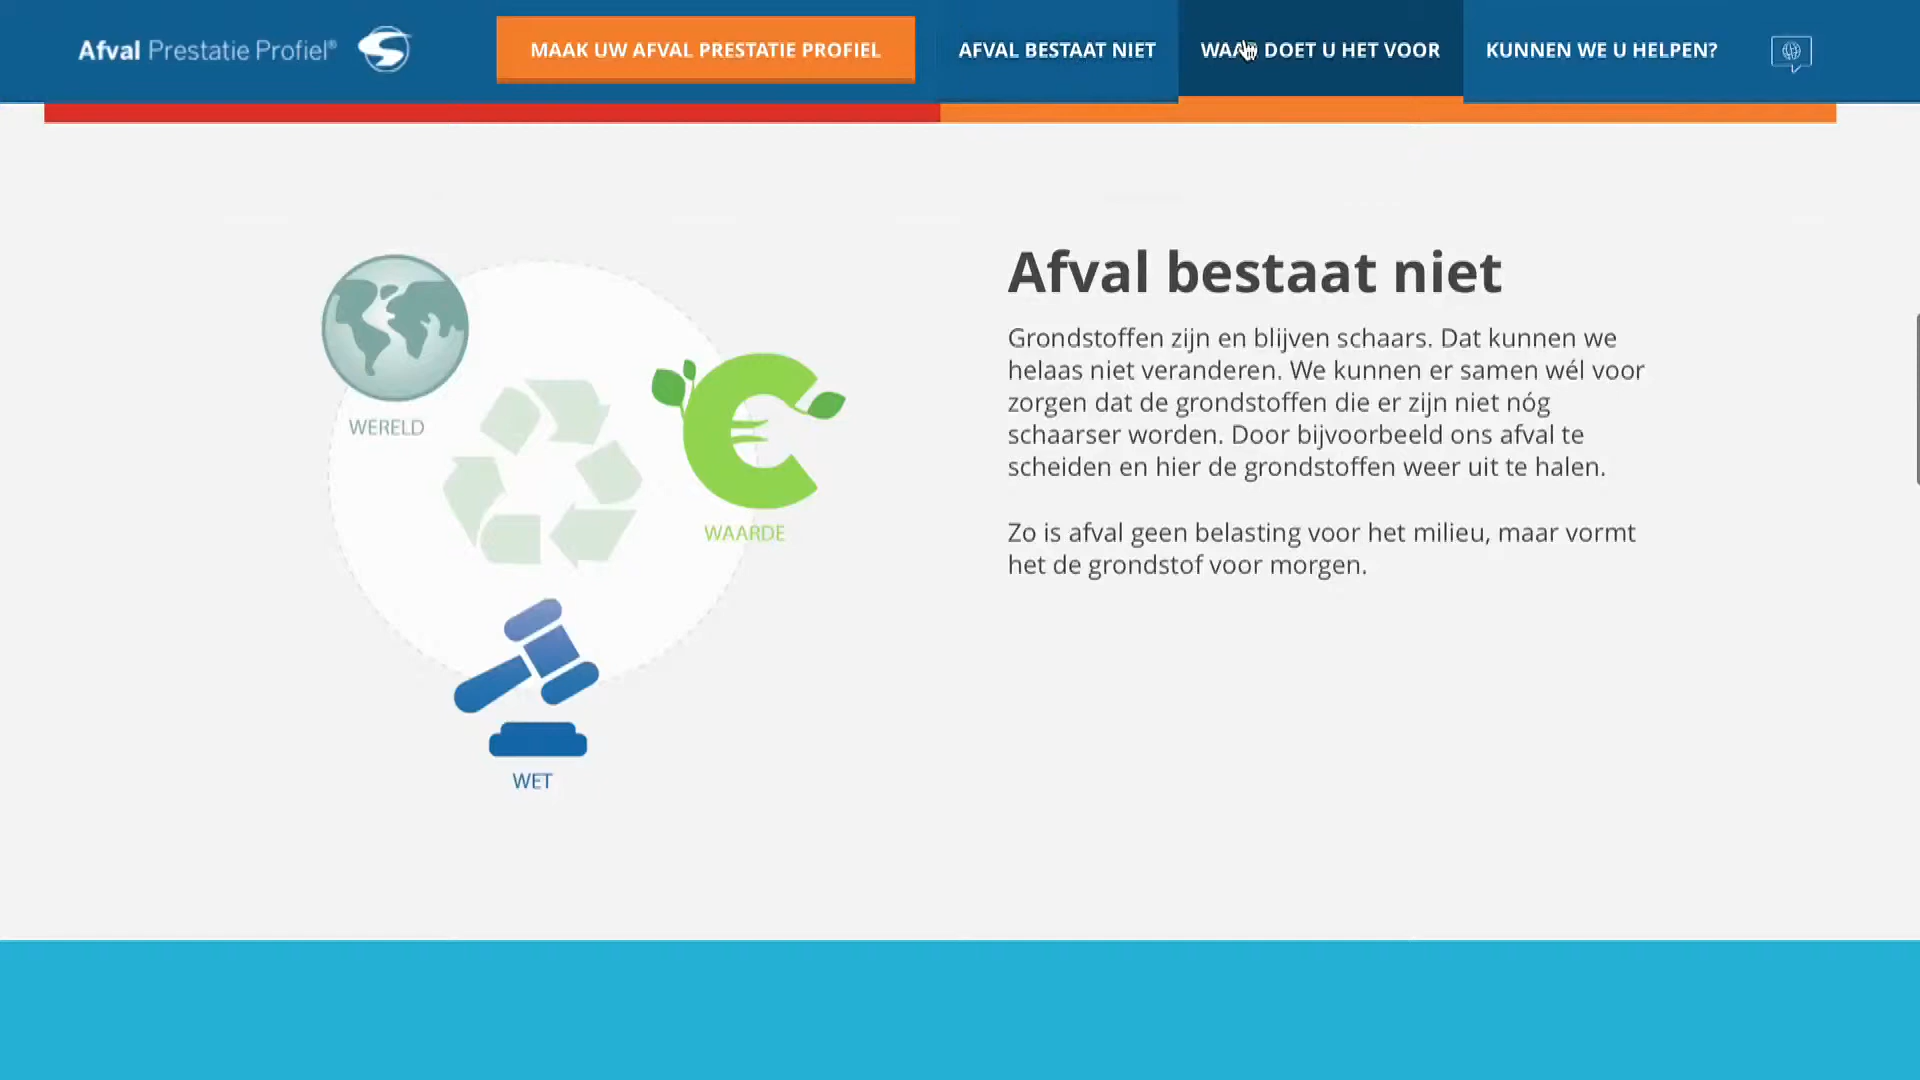 Afval Prestatie Profiel®
MAAK UW AFVAL PRESTATIE PROFIEL
AFVAL BESTAAT NIET
WAAR DOET U HET VOOR
KUNNEN WE U HELPEN?
WERELD
WAARDE
WET
Afval bestaat niet
Grondstoffen zijn en blijven schaars. Dat kunnen we
helaas niet veranderen. We kunnen er samen wél voor
zorgen dat de grondstoffen die er zijn niet nóg
schaarser worden. Door bijvoorbeeld ons afval te
scheiden en hier de grondstoffen weer uit te halen.
Zo is afval geen belasting voor het milieu, maar vormt
het de grondstof voor morgen.